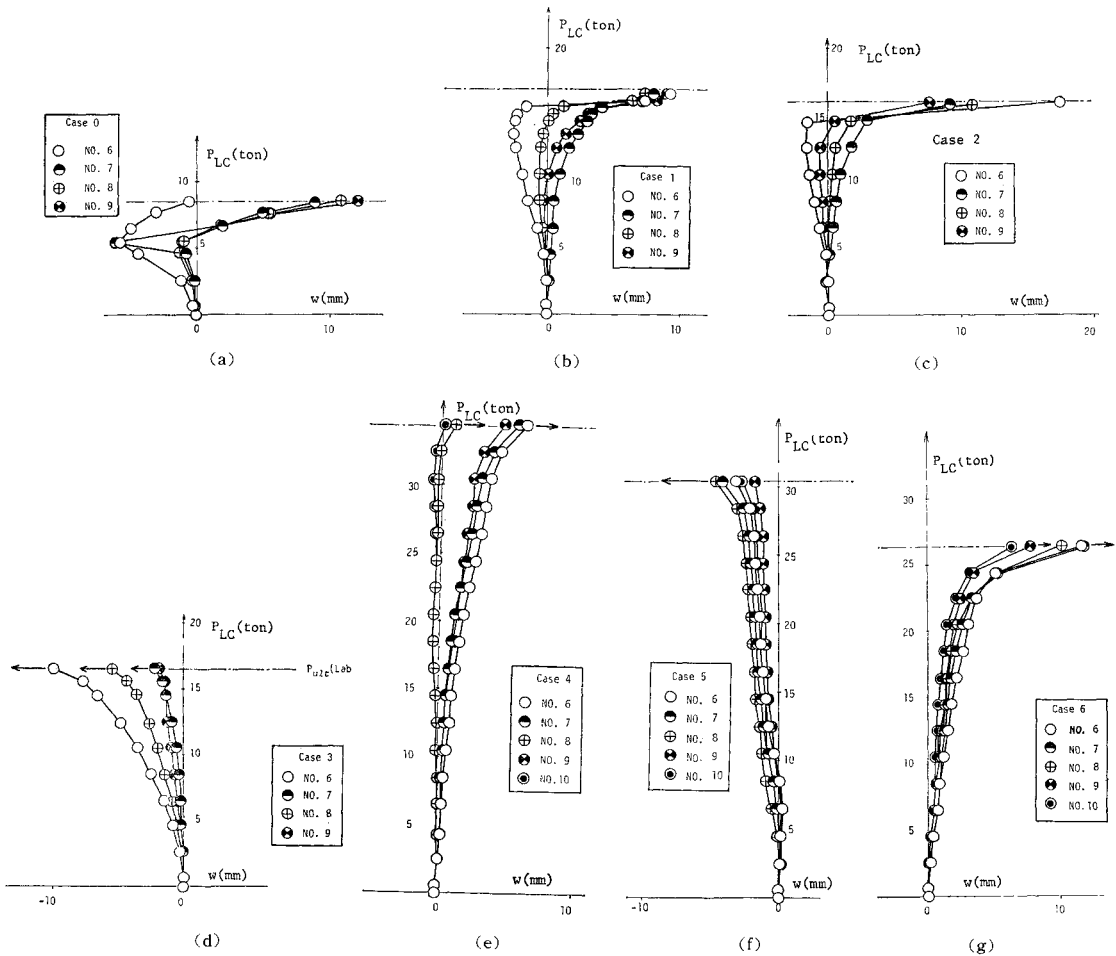 P_LC(ton)
20
Case 0
NO. 6
NO. 7
NO. 8
NO. 9
P_LC(ton)
10
5
w(mm)
0
10
(a)
10
5
Case 1
NO. 6
NO. 7
NO. 8
NO. 9
w(mm)
0
10
(b)
P_LC(ton)
20
15
10
5
Case 2
NO. 6
NO. 7
NO. 8
NO. 9
w(mm)
0
10
20
(c)
20
P_LC(ton)
P_ult(Lab
15
10
5
Case 3
NO. 6
NO. 7
NO. 8
NO. 9
w(mm)
-10
0
(d)
P_LC(ton)
30
25
20
15
10
5
Case 4
NO. 6
NO. 7
NO. 8
NO. 9
NO.10
w(mm)
0
10
(e)
P_LC(ton)
30
25
20
15
10
5
Case 5
NO. 6
NO. 7
NO. 8
NO. 9
NO. 10
w(mm)
-10
0
(f)
P_LC(ton)
30
25
20
15
10
5
Case 6
NO. 6
NO. 7
NO. 8
NO. 9
NO.10
w(mm)
0
10
(g)